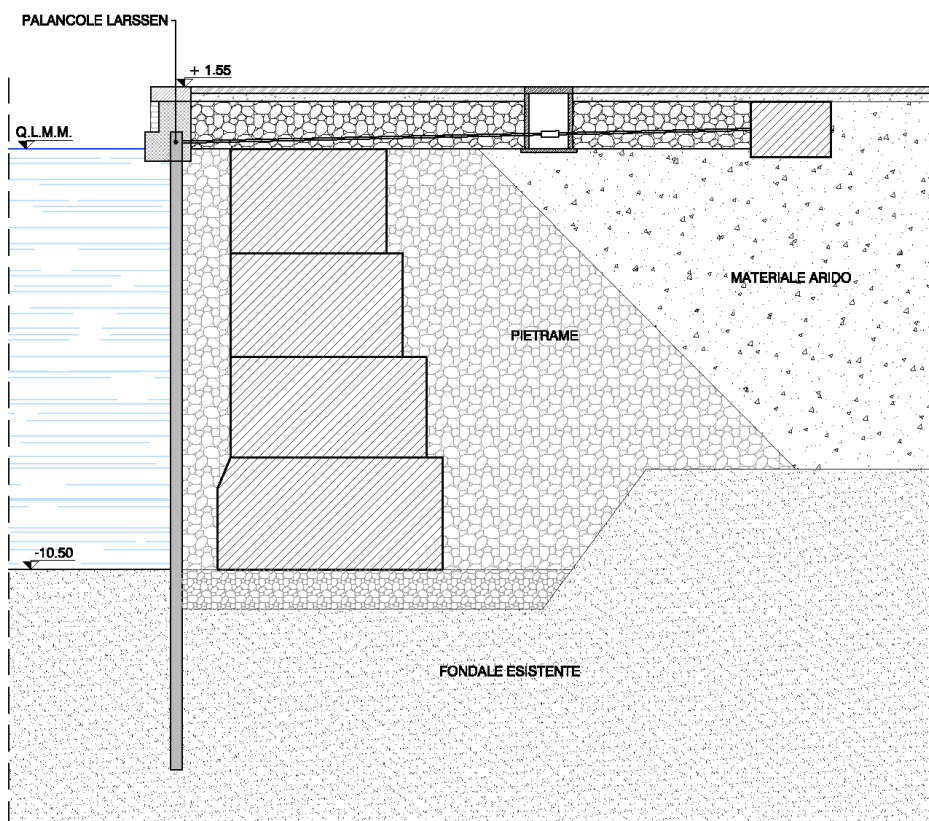 PALANCOLE LARSSEN
+ 1.55
Q.L.M.M.
MATERIALE ARIDO
PIETRAME
-10.50
FONDALE ESISTENTE